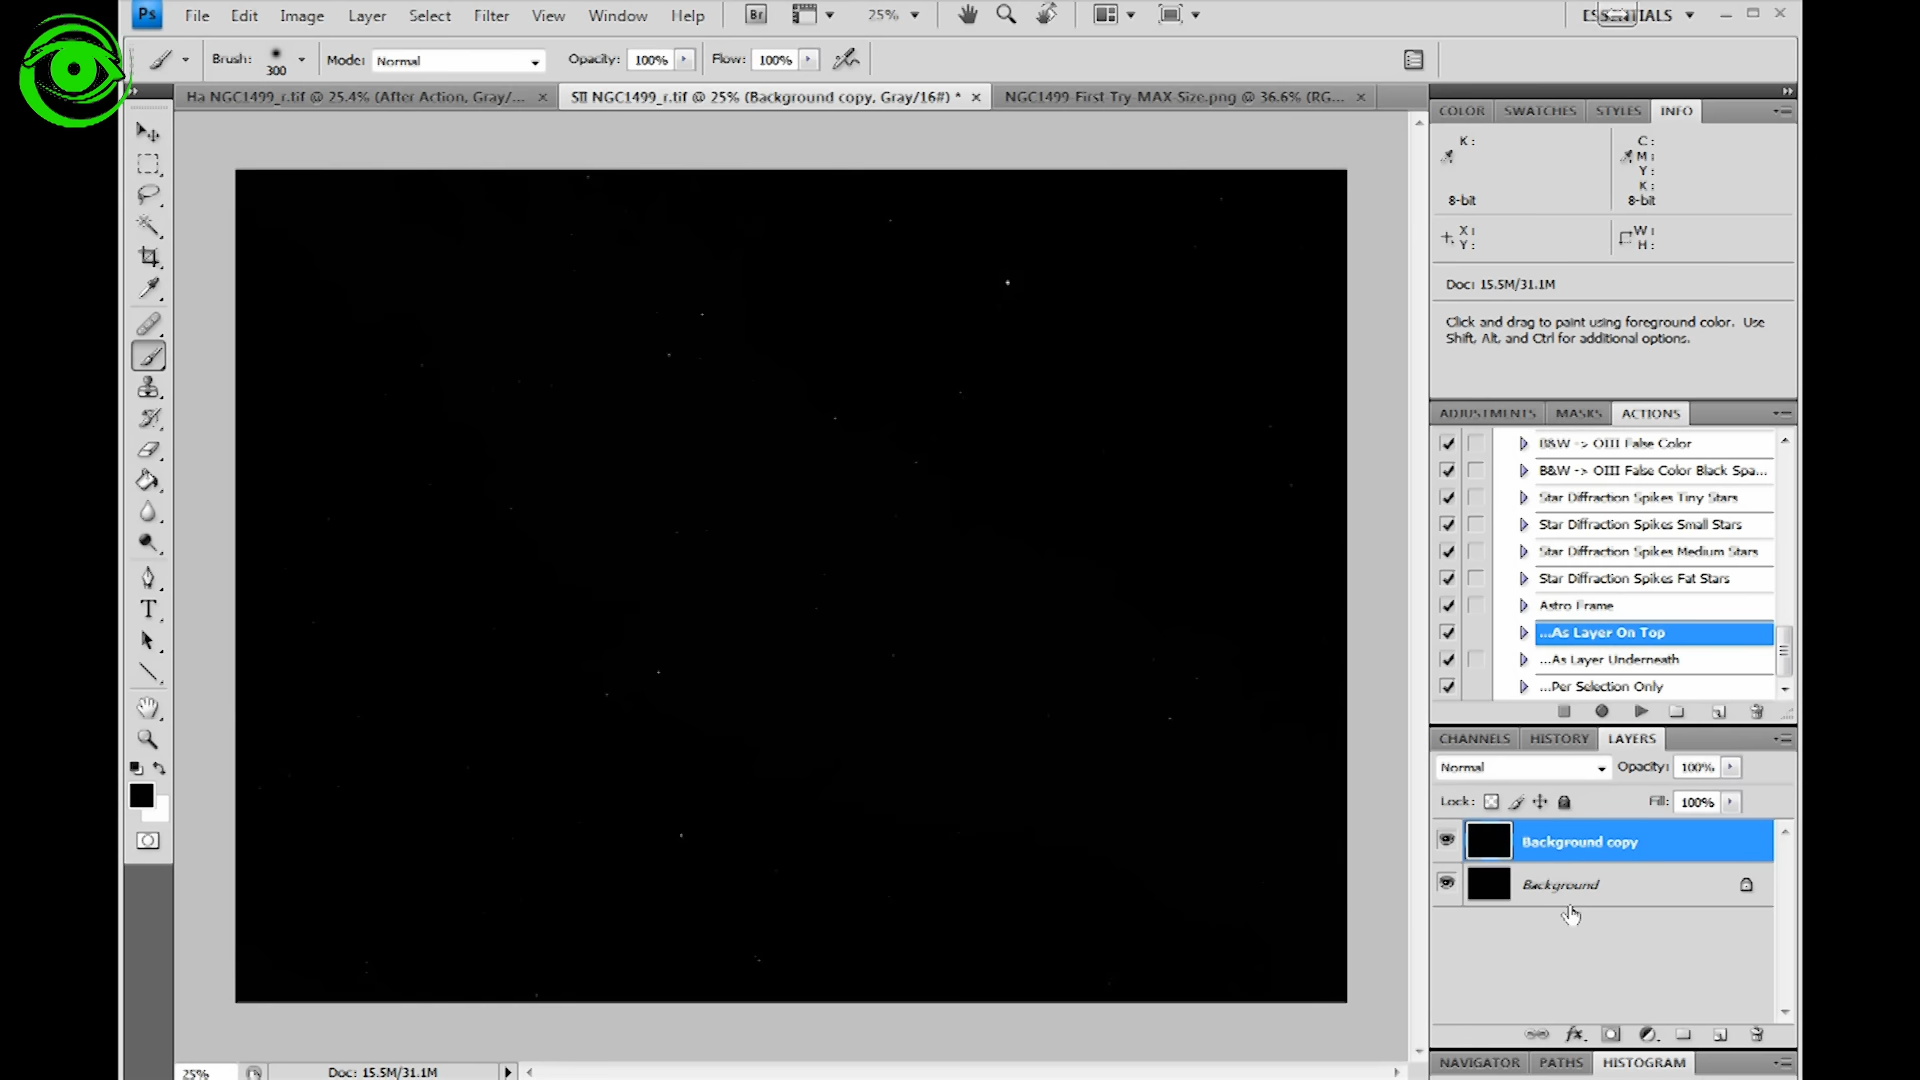 Ps File Edit Image Layer Select Filter View Window Help Br 25%
Brush: 300 Mode: Normal Opacity: 100% Flow: 100%
Ha NGC1499_r.tif @ 25.4% (After Action, Gray/... SII NGC1499_r.tif @ 25% (Background copy, Gray/16#) * NGC1499-First Try-MAX-Size.png @ 36.6% (RG...
COLOR SWATCHES STYLES INFO
K: C:
M:
Y:
K:
8-bit 8-bit
X: W:
Y: H:
Doc: 15.5M/31.1M
Click and drag to paint using foreground color. Use
Shift, Alt, and Ctrl for additional options.
ADJUSTMENTS MASKS ACTIONS
B&W -> OIII False Color
B&W -> OIII False Color Black Spa...
Star Diffraction Spikes Tiny Stars
Star Diffraction Spikes Small Stars
Star Diffraction Spikes Medium Stars
Star Diffraction Spikes Fat Stars
Astro Frame
...As Layer On Top
...As Layer Underneath
...Per Selection Only
CHANNELS HISTORY LAYERS
Normal Opacity: 100%
Lock: Fill: 100%
Background copy
Background
fx
NAVIGATOR PATHS HISTOGRAM
25% Doc: 15.5M/31.1M